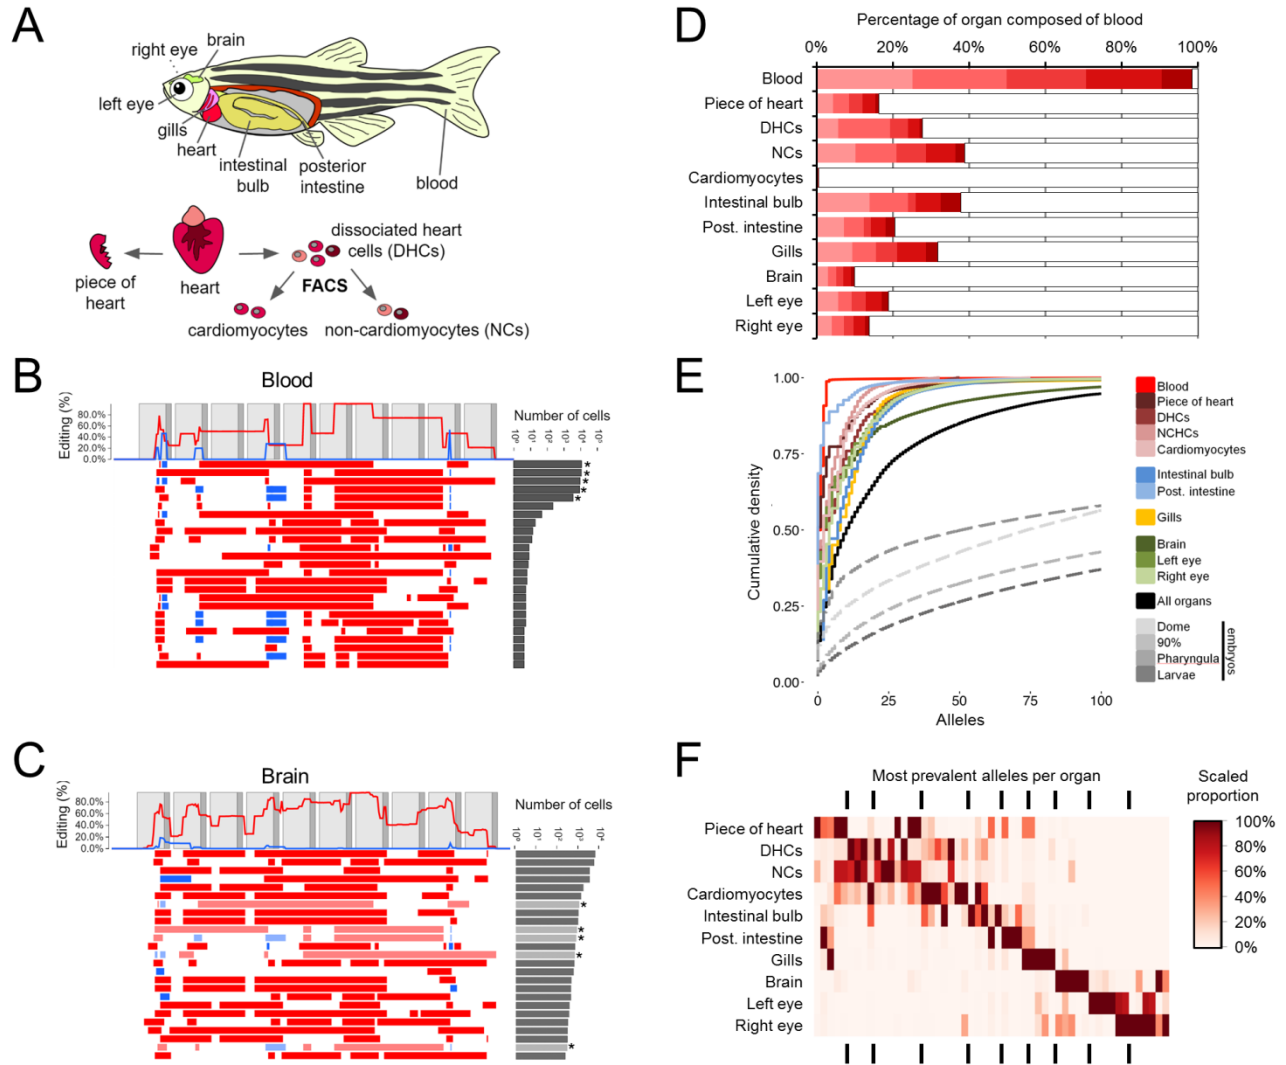 A
right eye
brain
left eye
gills
heart
intestinal
bulb
posterior
intestine
blood
piece of
heart
heart
dissociated heart
cells (DHCs)
FACS
cardiomyocytes
non-cardiomyocytes (NCs)
B
Blood
Editing (%)
80.0%
60.0%
40.0%
20.0%
0.0%
Number of cells
*
*
*
*
*
C
Brain
Editing (%)
80.0%
60.0%
40.0%
20.0%
0.0%
Number of cells
*
*
*
*
*
D
Percentage of organ composed of blood
0% 20% 40% 60% 80% 100%
Blood
Piece of heart
DHCs
NCs
Cardiomyocytes
Intestinal bulb
Post. intestine
Gills
Brain
Left eye
Right eye
E
Cumulative density
1.00
0.75
0.50
0.25
0.00
0 25 50 75 100
Alleles
Blood
Piece of heart
DHCs
NCHCs
Cardiomyocytes
Intestinal bulb
Post. intestine
Gills
Brain
Left eye
Right eye
All organs
Dome
90%
Pharyngula
Larvae
embryos
F
Most prevalent alleles per organ
Piece of heart
DHCs
NCs
Cardiomyocytes
Intestinal bulb
Post. intestine
Gills
Brain
Left eye
Right eye
Scaled
proportion
100%
80%
60%
40%
20%
0%